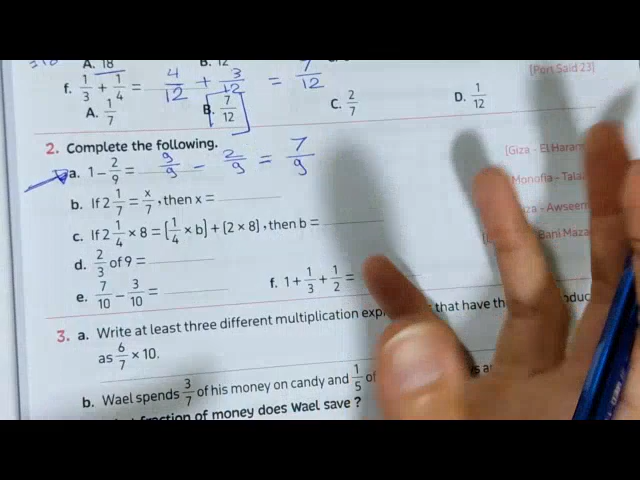 A. 18 B. 12
f. 1/3 + 1/4 = 4/12 + 3/12 = 7/12 [Port Said 23]
A. 1/7 B. 7/12 C. 2/7 D. 1/12
2. Complete the following.
a. 1 - 2/9 = 9/9 - 2/9 = 7/9 [Giza - El Haram
b. If 2 1/7 = x/7, then x = Monofia - Tala
c. If 2 1/4 × 8 = [1/4 × b] + [2 × 8], then b = Awseem
d. 2/3 of 9 = Bani Maza
e. 7/10 - 3/10 = f. 1 + 1/3 + 1/2 =
3. a. Write at least three different multiplication that have the
as 6/7 × 10.
b. Wael spends 3/7 of his money on candy and 1/5 of
fraction of money does Wael save ?